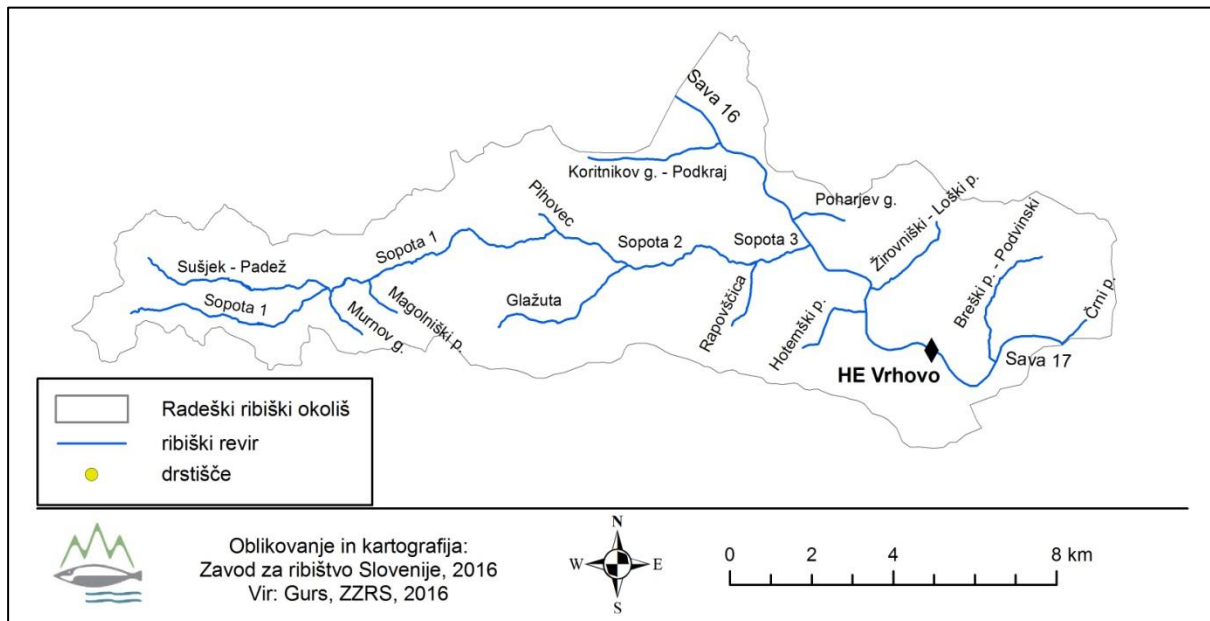 Sava 16
Koritnikov g. - Podkraj
Poharjev g.
Pihovec
Žirovniški - Loški p.
Breški p. - Podvinski
Sopota 1
Sopota 2
Sopota 3
Sušjek - Padež
Sopota 1
Magolniški p.
Murnov g.
Glažuta
Rapovščica
Hotemški p.
Črni p.
Sava 17
HE Vrhovo
Radeški ribiški okoliš
ribiški revir
drstišče
Oblikovanje in kartografija:
Zavod za ribištvo Slovenije, 2016
Vir: Gurs, ZZRS, 2016
N
W E
S
0 2 4 8 km